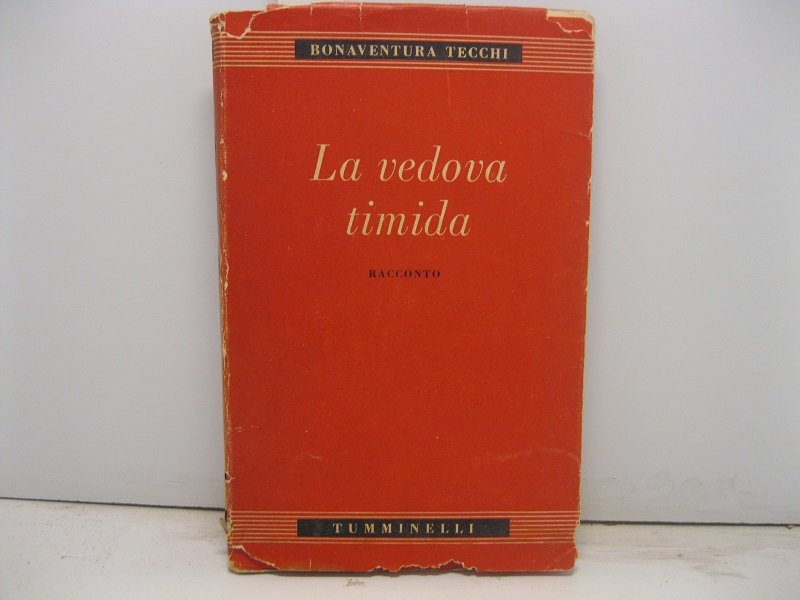 BONAVENTURA TECCHI
La vedova
timida
RACCONTO
TUMMINELLI